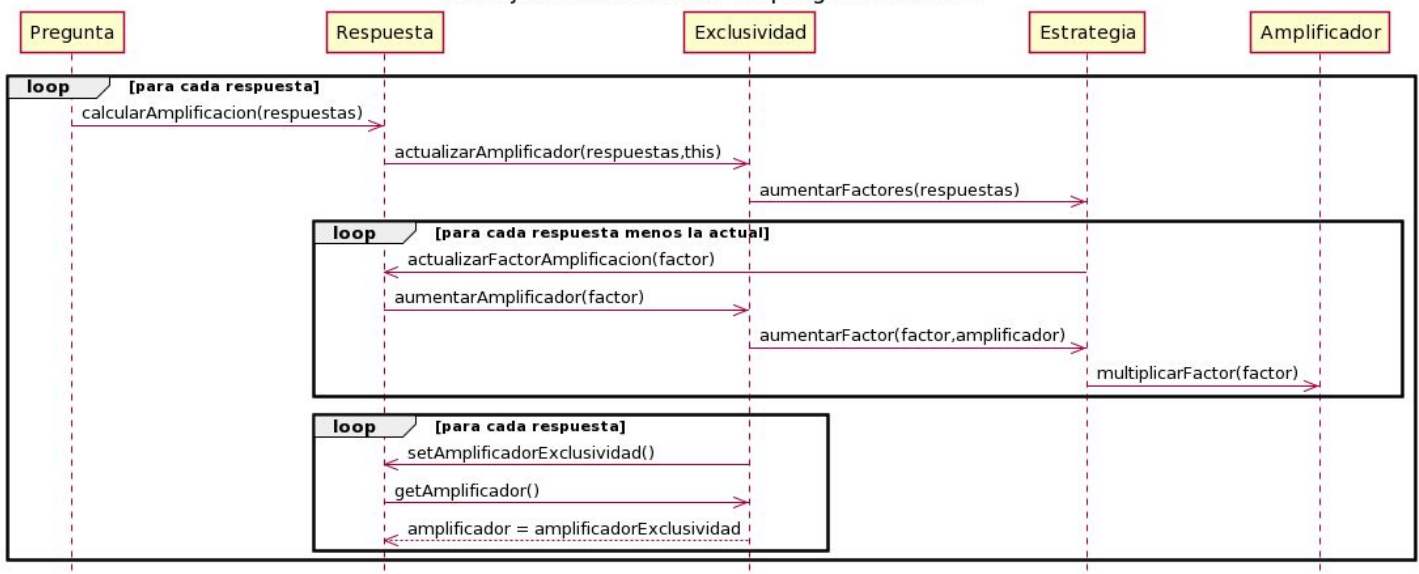 Pregunta
Respuesta
Exclusividad
Estrategia
Amplificador
loop [para cada respuesta]
calcularAmplificacion(respuestas)
actualizarAmplificador(respuestas,this)
aumentarFactores(respuestas)
loop [para cada respuesta menos la actual]
actualizarFactorAmplificacion(factor)
aumentarAmplificador(factor)
aumentarFactor(factor,amplificador)
multiplicarFactor(factor)
loop [para cada respuesta]
setAmplificadorExclusividad()
getAmplificador()
amplificador = amplificadorExclusividad